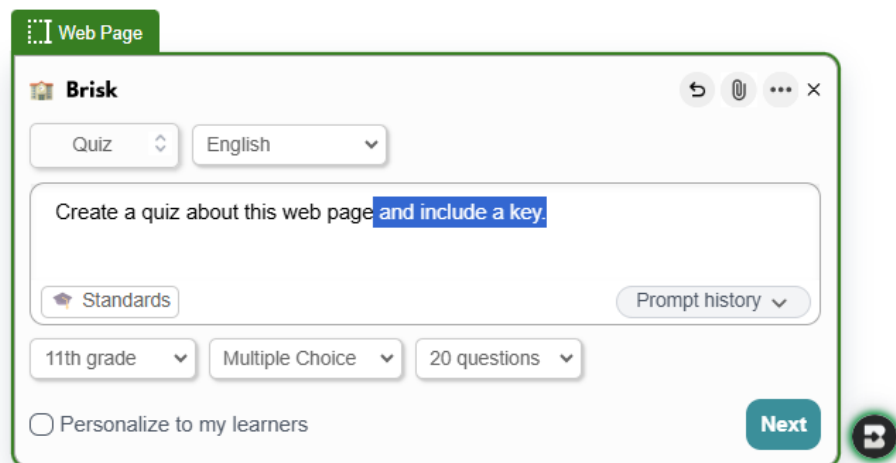 Web Page
Brisk
Quiz English
Create a quiz about this web page and include a key.
Standards Prompt history
11th grade Multiple Choice 20 questions
Personalize to my learners Next